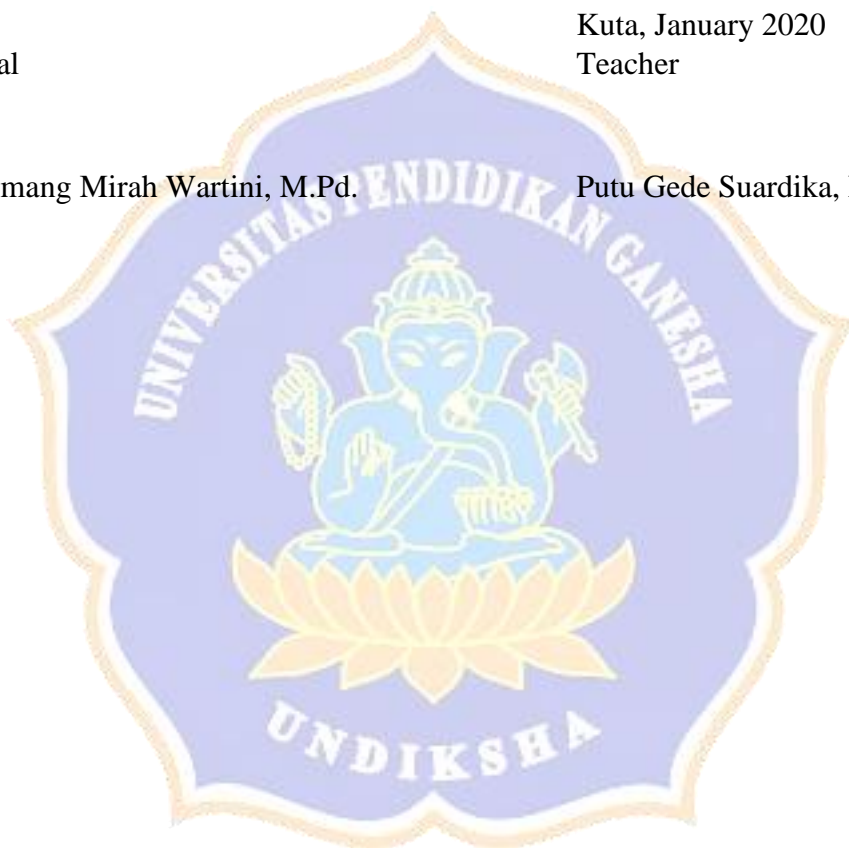 Kuta, January 2020
al Teacher
mang Mirah Wartini, M.Pd. Putu Gede Suardika,
UNIVERSITAS PENDIDIKAN GANESHA
UNDIKSHA